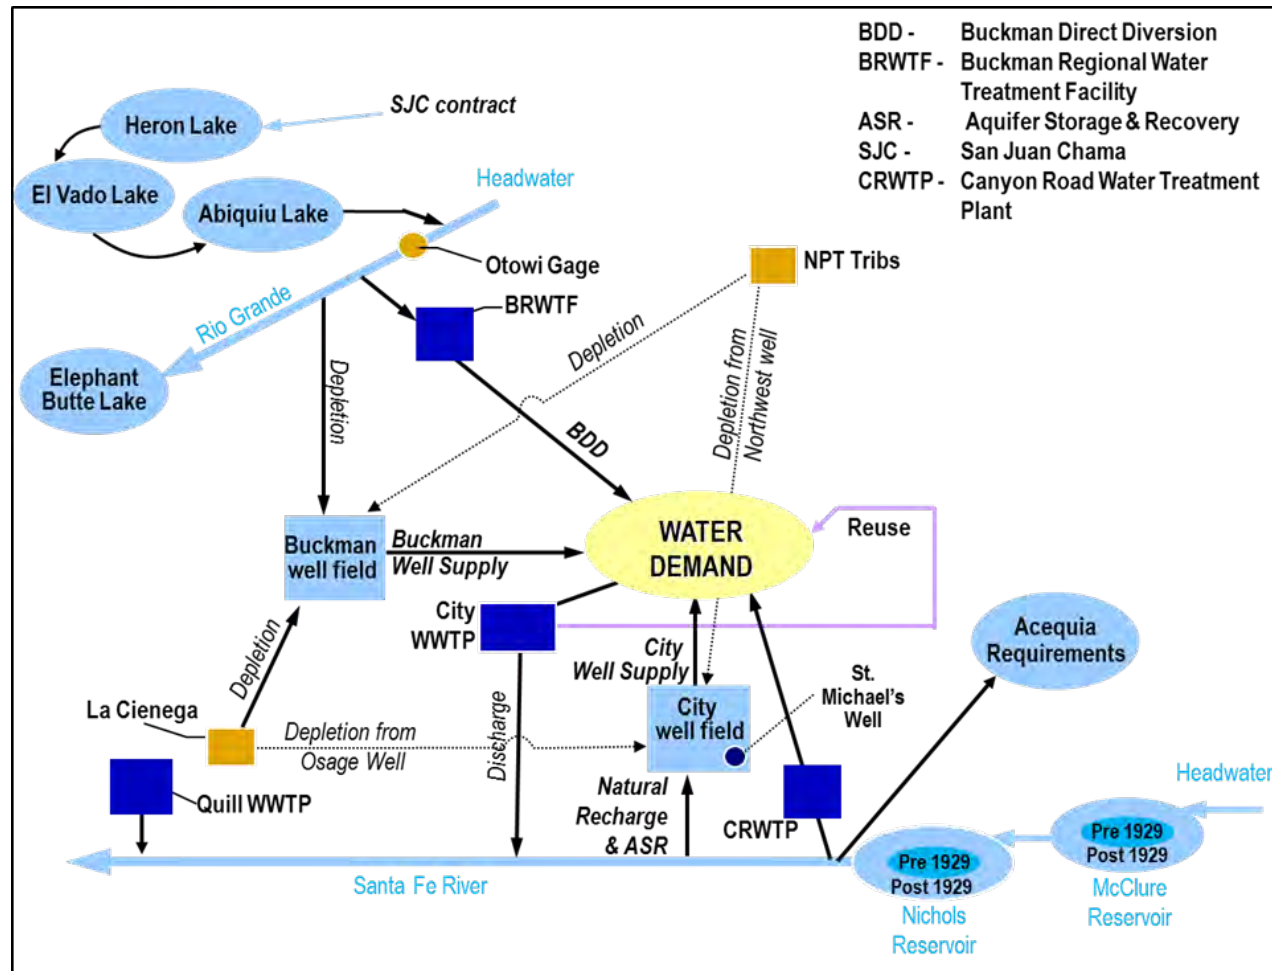 BDD - Buckman Direct Diversion
BRWTF - Buckman Regional Water
Treatment Facility
ASR - Aquifer Storage & Recovery
SJC - San Juan Chama
CRWTP - Canyon Road Water Treatment
Plant
SJC contract
Heron Lake
El Vado Lake
Abiquiu Lake
Headwater
Otowi Gage
NPT Tribs
BRWTF
Rio Grande
Elephant
Butte Lake
Depletion
Depletion
Depletion from
Northwest well
BDD
WATER
DEMAND
Reuse
Buckman
well field
Buckman
Well Supply
City
WWTP
City
Well Supply
Acequia
Requirements
Depletion
La Cienega
Depletion from
Osage Well
Discharge
City
well field
St.
Michael's
Well
Quill WWTP
Natural
Recharge
& ASR
CRWTP
Headwater
Pre 1929
Post 1929
McClure
Reservoir
Pre 1929
Post 1929
Nichols
Reservoir
Santa Fe River